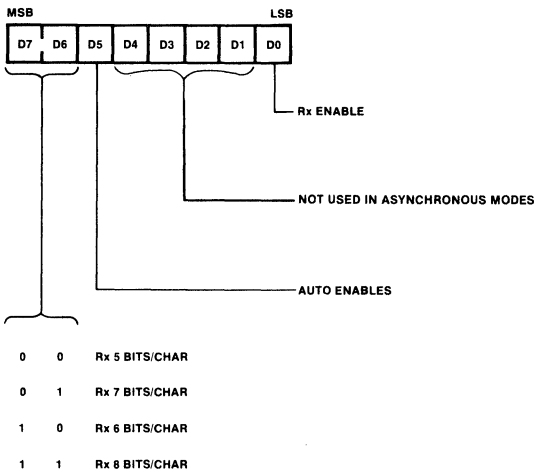 MSB LSB
D7 D6 D5 D4 D3 D2 D1 D0
Rx ENABLE
NOT USED IN ASYNCHRONOUS MODES
AUTO ENABLES
0 0 Rx 5 BITS/CHAR
0 1 Rx 7 BITS/CHAR
1 0 Rx 6 BITS/CHAR
1 1 Rx 8 BITS/CHAR